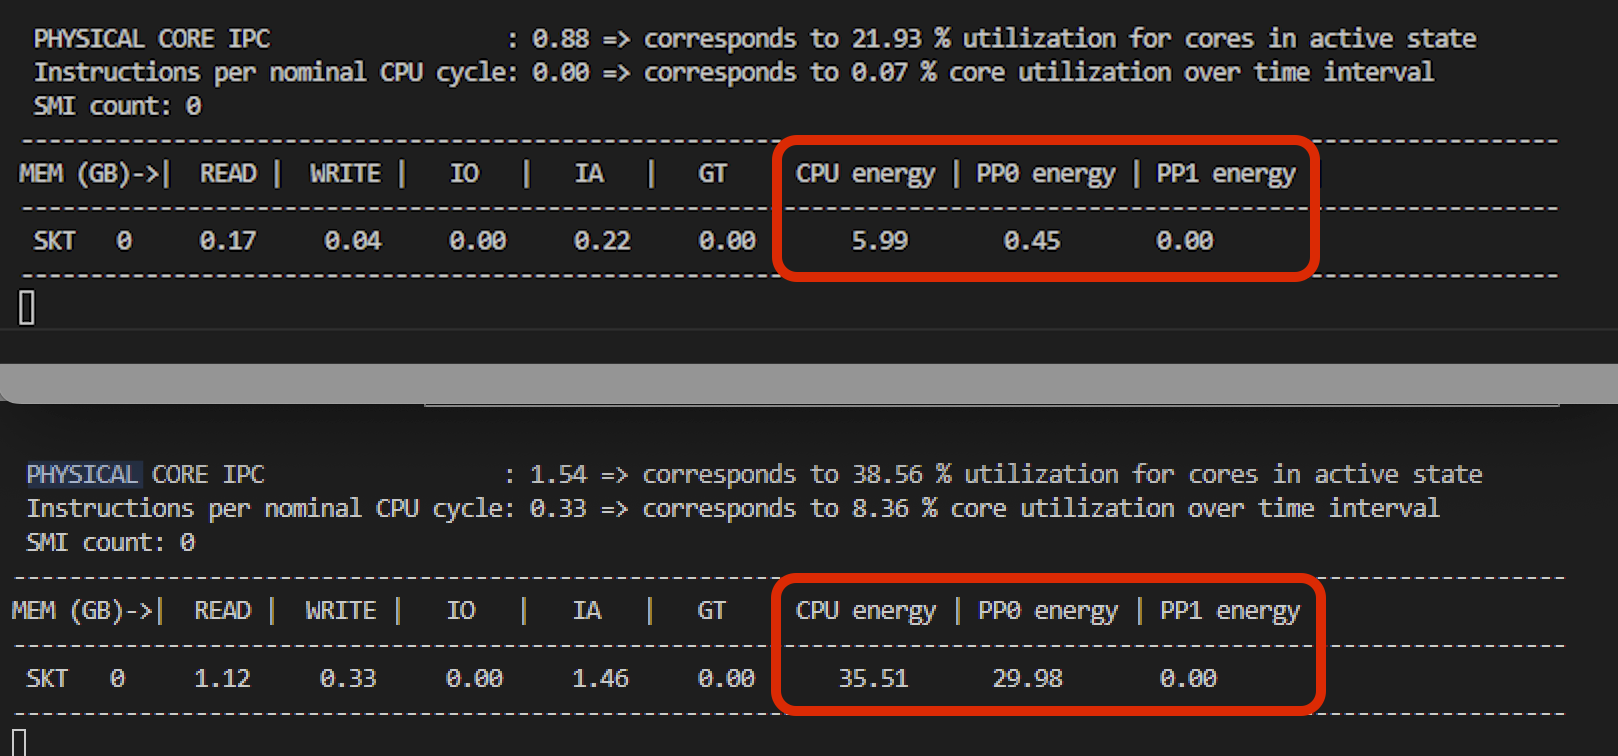 PHYSICAL CORE IPC                 : 0.88 => corresponds to 21.93 % utilization for cores in active state
Instructions per nominal CPU cycle: 0.00 => corresponds to 0.07 % core utilization over time interval
SMI count: 0
MEM (GB)->|  READ |  WRITE |   IO   |   IA   |   GT   CPU energy | PP0 energy | PP1 energy
SKT   0     0.17     0.04     0.00     0.22     0.00       5.99       0.45       0.00
PHYSICAL CORE IPC                 : 1.54 => corresponds to 38.56 % utilization for cores in active state
Instructions per nominal CPU cycle: 0.33 => corresponds to 8.36 % core utilization over time interval
SMI count: 0
MEM (GB)->|  READ |  WRITE |   IO   |   IA   |   GT   CPU energy | PP0 energy | PP1 energy
SKT   0     1.12     0.33     0.00     1.46     0.00      35.51      29.98       0.00